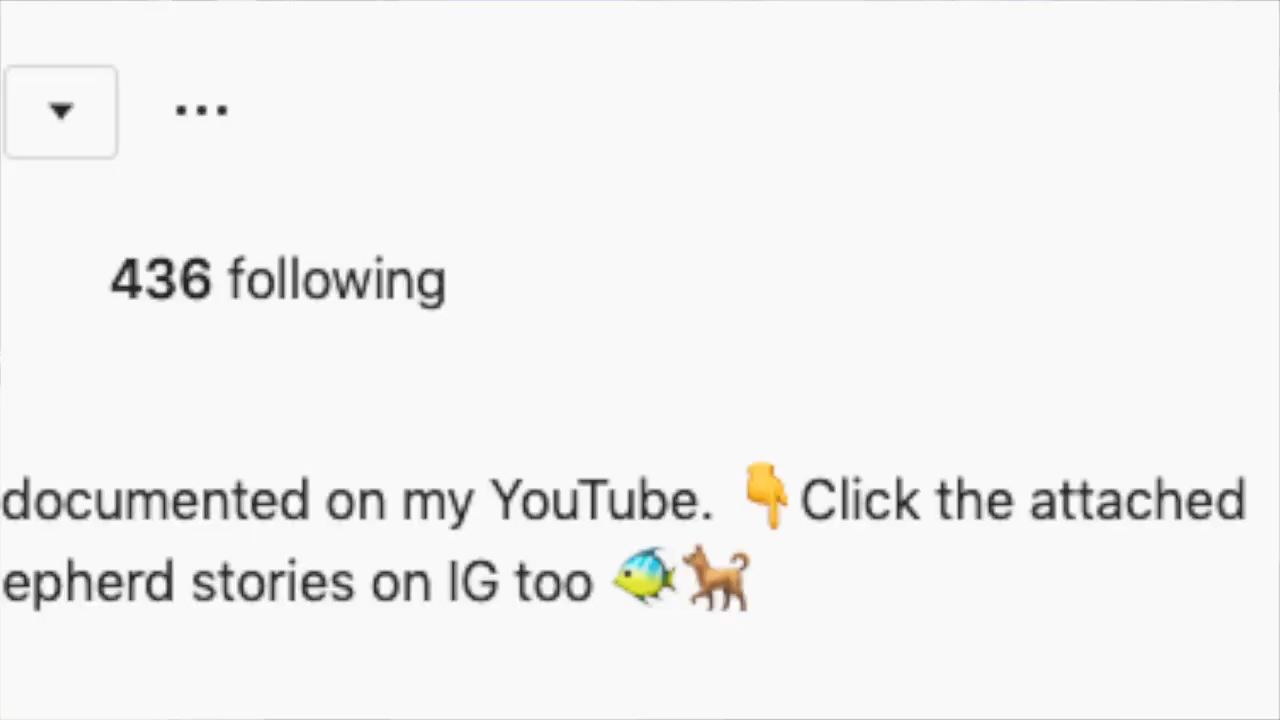 436 following
documented on my YouTube. 👇Click the attached
epherd stories on IG too 🐠🐕